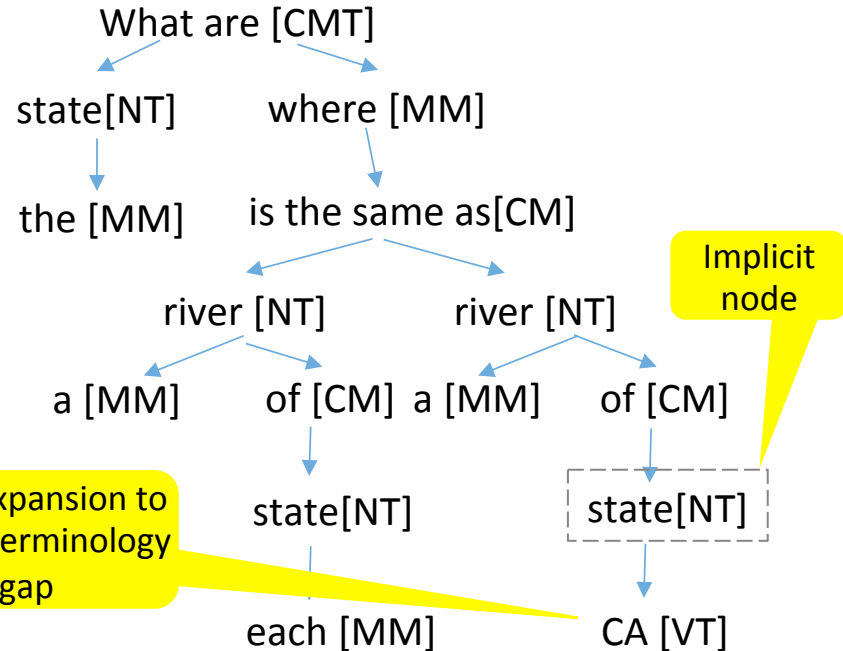 What are [CMT]
state[NT]
where [MM]
the [MM]
is the same as[CM]
Implicit
node
river [NT]
river [NT]
a [MM]
of [CM]
a [MM]
of [CM]
xpansion to
erminology
gap
state[NT]
state[NT]
each [MM]
CA [VT]